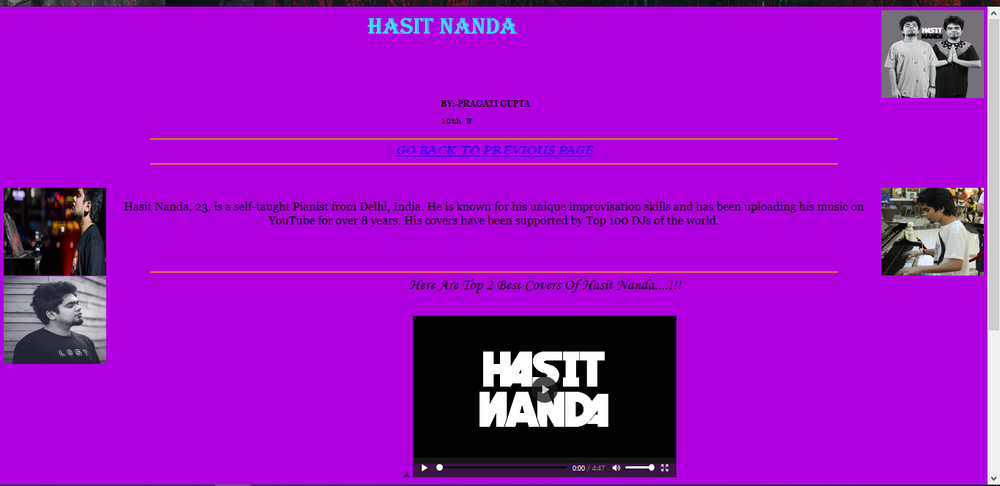 HASIT NANDA
HASIT
NANDA
BY:-PRAGATI GUPTA
10th B
GO BACK TO PREVIOUS PAGE
Hasit Nanda, 23, is a self-taught Pianist from Delhi, India. He is known for his unique improvisation skills and has been uploading his music on
YouTube for over 8 years. His covers have been supported by Top 100 DJs of the world.
Here Are Top 2 Best Covers Of Hasit Nanda....!!!
LOST
HASIT
NANDA
A.
0:00 / 4:47